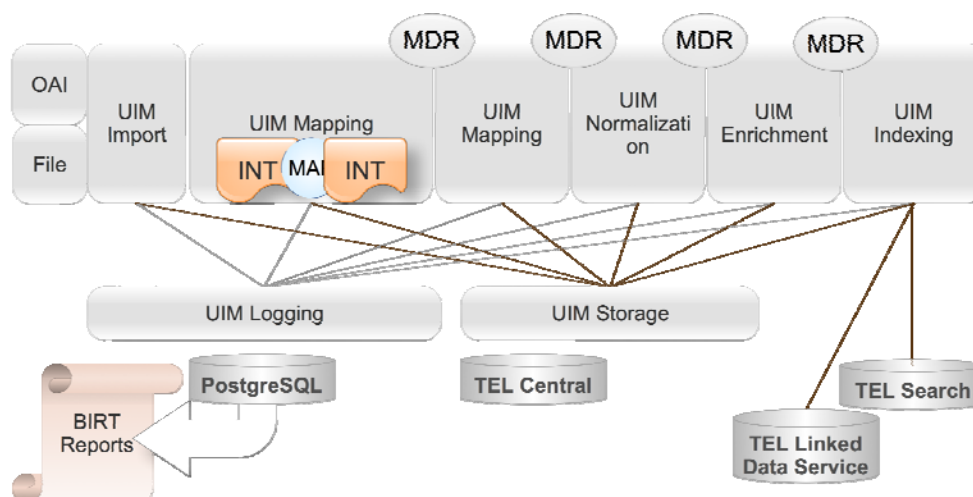 MDR
MDR
MDR
MDR
OAI
File
UIM
Import
UIM Mapping
INT
INT
UIM
Mapping
UIM
Normalizati
on
UIM
Enrichment
UIM
Indexing
UIM Logging
UIM Storage
PostgreSQL
TEL Central
TEL Search
BIRT
Reports
TEL Linked
Data Service